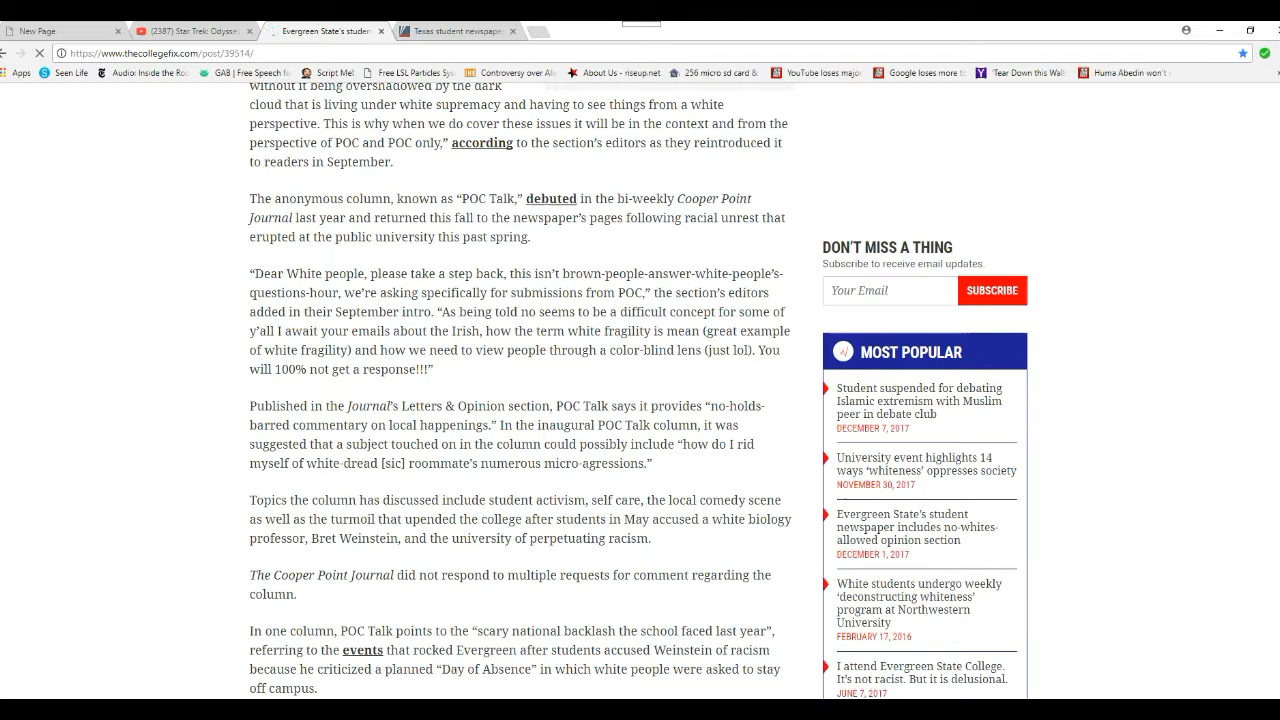 New Page
(2387) Star Trek: Odysse
Evergreen State's studen
Texas student newspape
https://www.thecollegefix.com/post/39514/
Apps
Seen Life
Audio: Inside the Ro
GAB | Free Speech fo
Script Me!
Free LSL Particles Sy
Controversy over Al
About Us - riseup.net
256 micro sd card &
YouTube loses majo
Google loses more t
'Tear Down this Wal
Huma Abedin won't
without it being overshadowed by the dark
cloud that is living under white supremacy and having to see things from a white
perspective. This is why when we do cover these issues it will be in the context and from the
perspective of POC and POC only,” according to the section’s editors as they reintroduced it
to readers in September.
The anonymous column, known as “POC Talk,” debuted in the bi-weekly Cooper Point
Journal last year and returned this fall to the newspaper’s pages following racial unrest that
erupted at the public university this past spring.
“Dear White people, please take a step back, this isn’t brown-people-answer-white-people’s-
questions-hour, we’re asking specifically for submissions from POC,” the section’s editors
added in their September intro. “As being told no seems to be a difficult concept for some of
y’all I await your emails about the Irish, how the term white fragility is mean (great example
of white fragility) and how we need to view people through a color-blind lens (just lol). You
will 100% not get a response!!!”
Published in the Journal’s Letters & Opinion section, POC Talk says it provides “no-holds-
barred commentary on local happenings.” In the inaugural POC Talk column, it was
suggested that a subject touched on in the column could possibly include “how do I rid
myself of white-dread [sic] roommate’s numerous micro-agressions.”
Topics the column has discussed include student activism, self care, the local comedy scene
as well as the turmoil that upended the college after students in May accused a white biology
professor, Bret Weinstein, and the university of perpetuating racism.
The Cooper Point Journal did not respond to multiple requests for comment regarding the
column.
In one column, POC Talk points to the “scary national backlash the school faced last year”,
referring to the events that rocked Evergreen after students accused Weinstein of racism
because he criticized a planned “Day of Absence” in which white people were asked to stay
off campus.
DON’T MISS A THING
Subscribe to receive email updates.
Your Email
SUBSCRIBE
MOST POPULAR
Student suspended for debating
Islamic extremism with Muslim
peer in debate club
DECEMBER 7, 2017
University event highlights 14
ways ‘whiteness’ oppresses society
NOVEMBER 30, 2017
Evergreen State’s student
newspaper includes no-whites-
allowed opinion section
DECEMBER 1, 2017
White students undergo weekly
‘deconstructing whiteness’
program at Northwestern
University
FEBRUARY 17, 2016
I attend Evergreen State College.
It’s not racist. But it is delusional.
JUNE 7, 2017